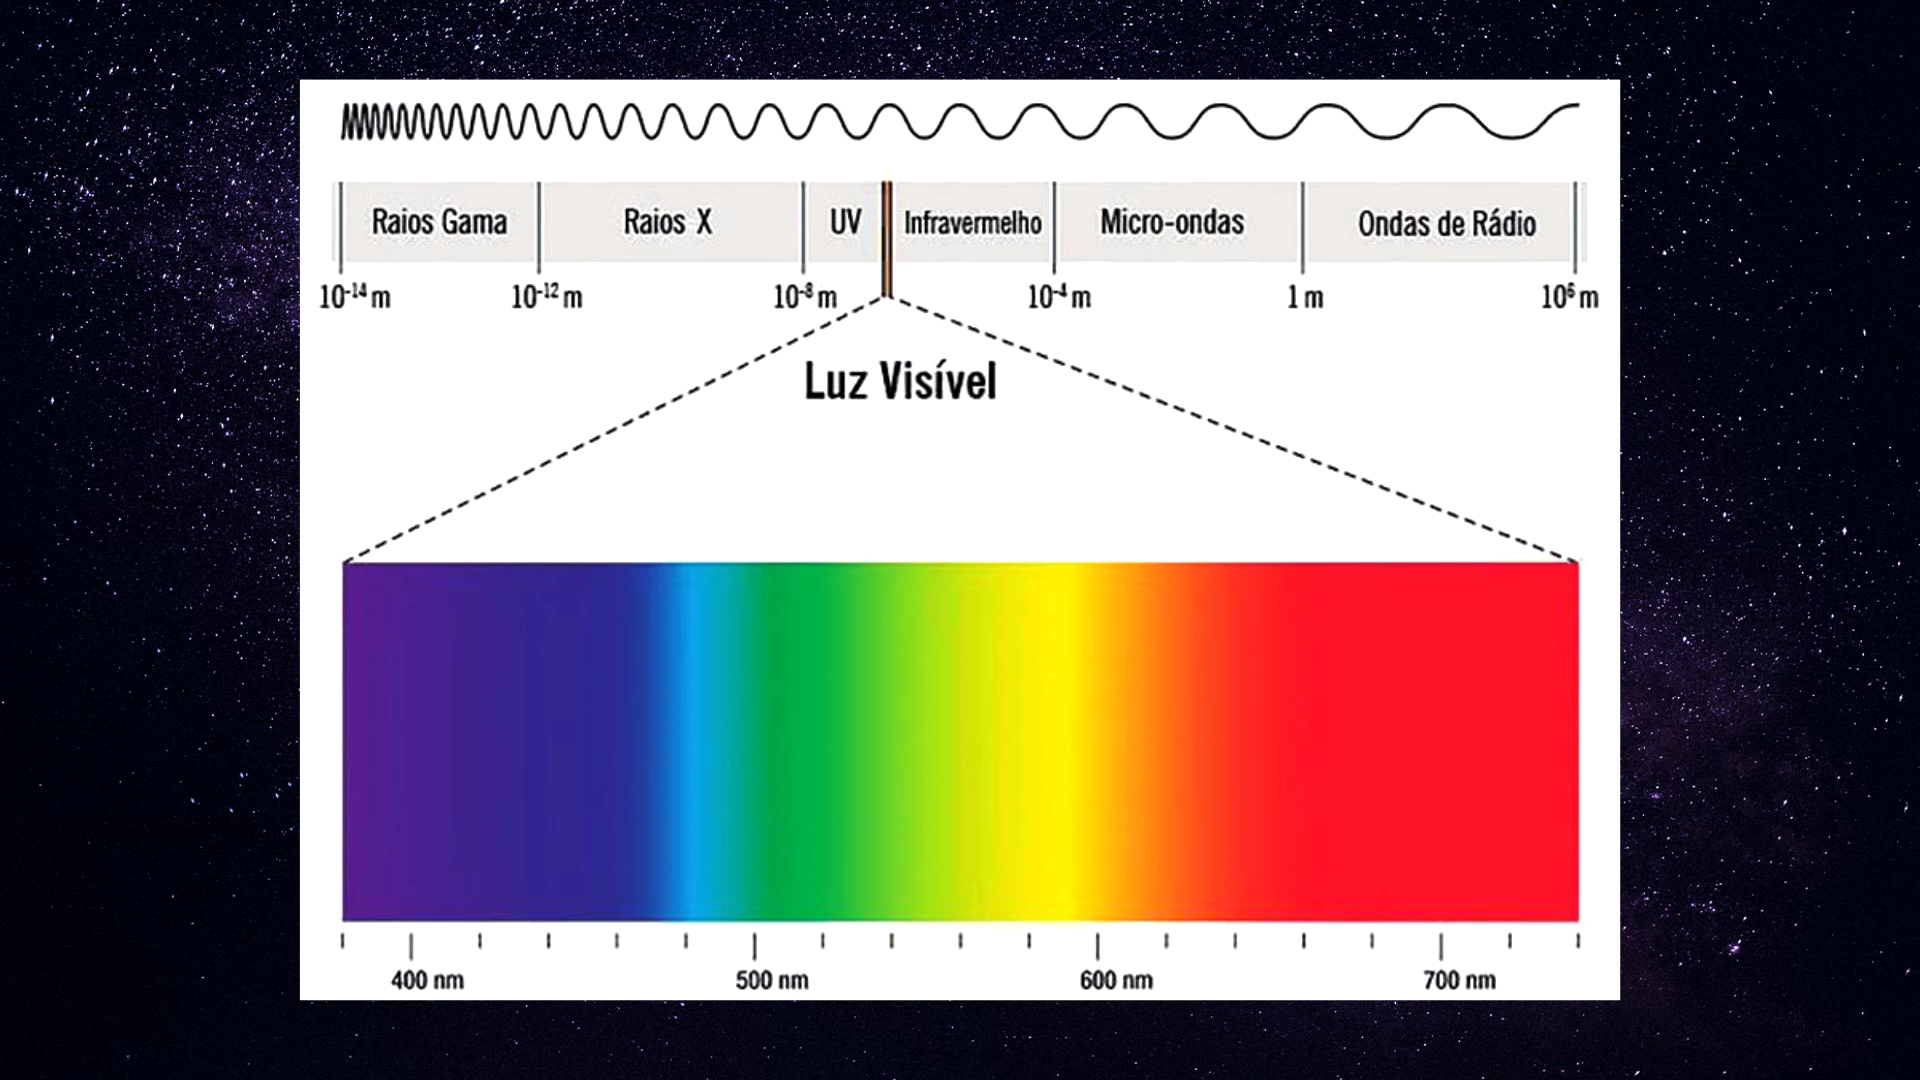 Raios Gama Raios X UV Infravermelho Micro-ondas Ondas de Rádio
10⁻¹⁴ m 10⁻¹² m 10⁻⁸ m 10⁻⁴ m 1 m 10⁶ m
Luz Visível
400 nm 500 nm 600 nm 700 nm